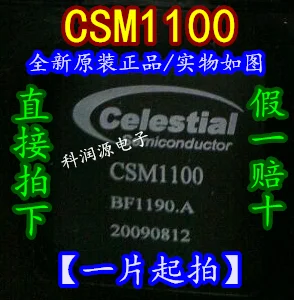 CSM1100
全新原装正品/实物如图
直接拍下
假一赔十
Celestial
Semiconductor
科润源电子
CSM1100
BF1190.A
20090812
【一片起拍】